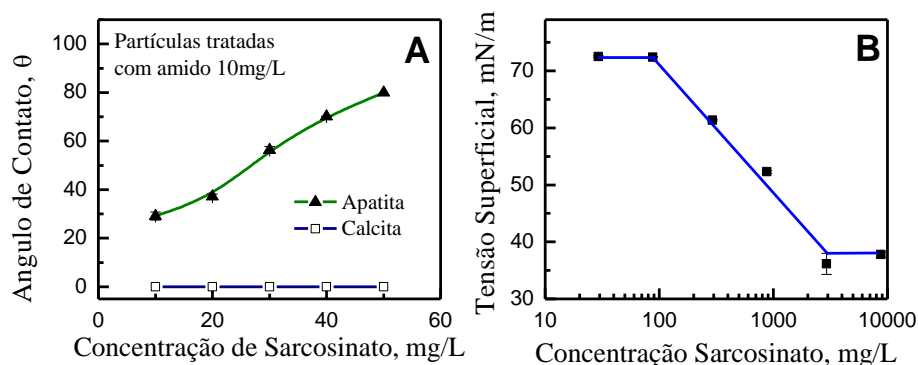 Partículas tratadas
com amido 10mg/L
A
100
80
60
40
20
0
Angulo de Contato, θ
Apatita
Calcita
0 20 40 60
Concentração de Sarcosinato, mg/L
B
70
60
50
40
30
Tensão Superficial, mN/m
10 100 1000 10000
Concentração Sarcosinato, mg/L